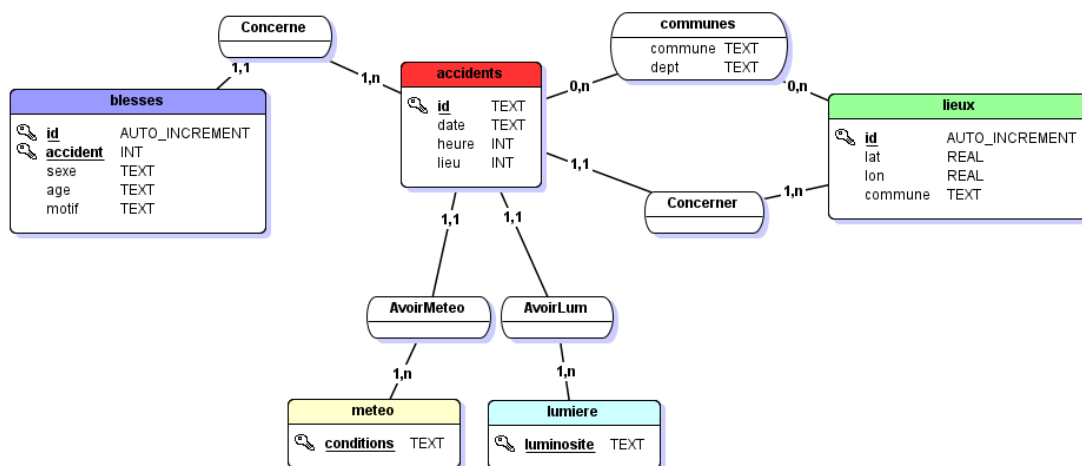 Concerne
1,1
1,n
blesses
id AUTO_INCREMENT
accident INT
sexe TEXT
age TEXT
motif TEXT
accidents
id TEXT
date TEXT
heure INT
lieu INT
communes
commune TEXT
dept TEXT
0,n
0,n
lieux
id AUTO_INCREMENT
lat REAL
lon REAL
commune TEXT
1,1
Concerner
1,n
1,1
1,1
AvoirMeteo
AvoirLum
1,n
1,n
meteo
conditions TEXT
lumiere
luminosite TEXT